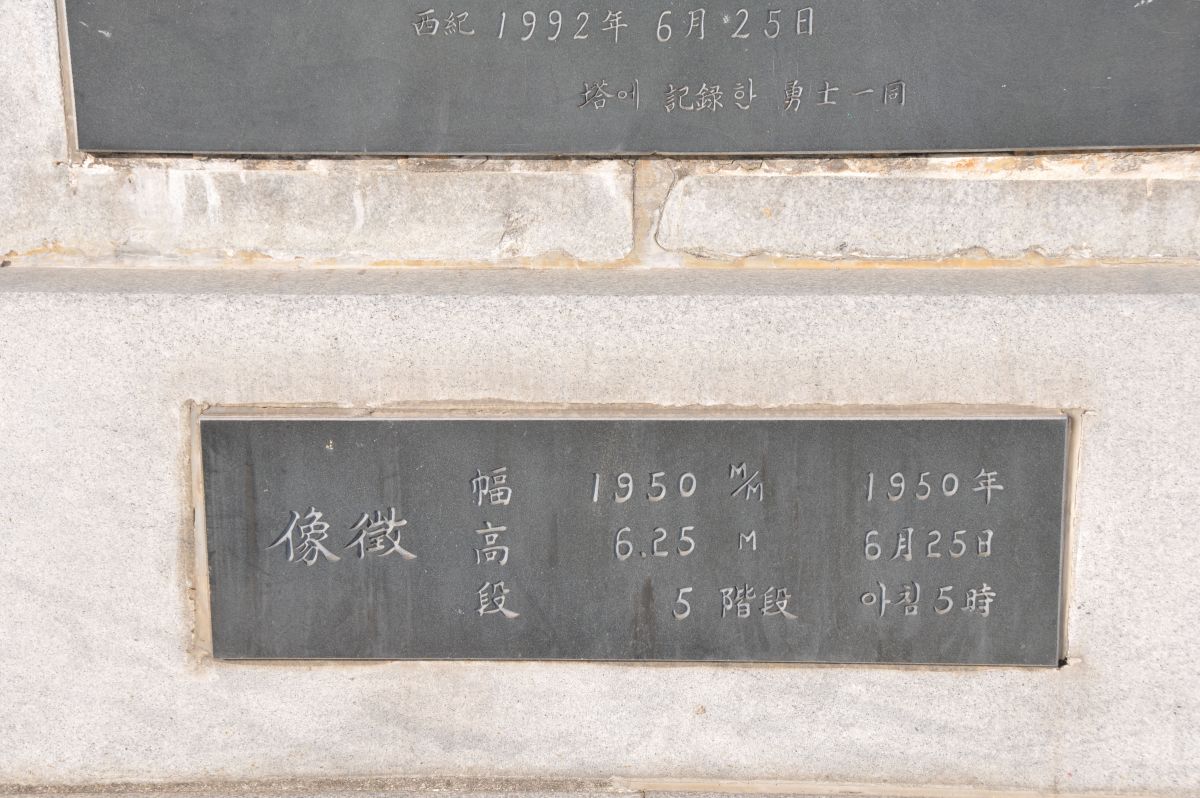 西紀 1992年 6月 25日
塔에 記録한 勇士一同
像徴
幅 1950 M/M 1950年
高 6.25 M 6月25日
段 5 階段 아침5時